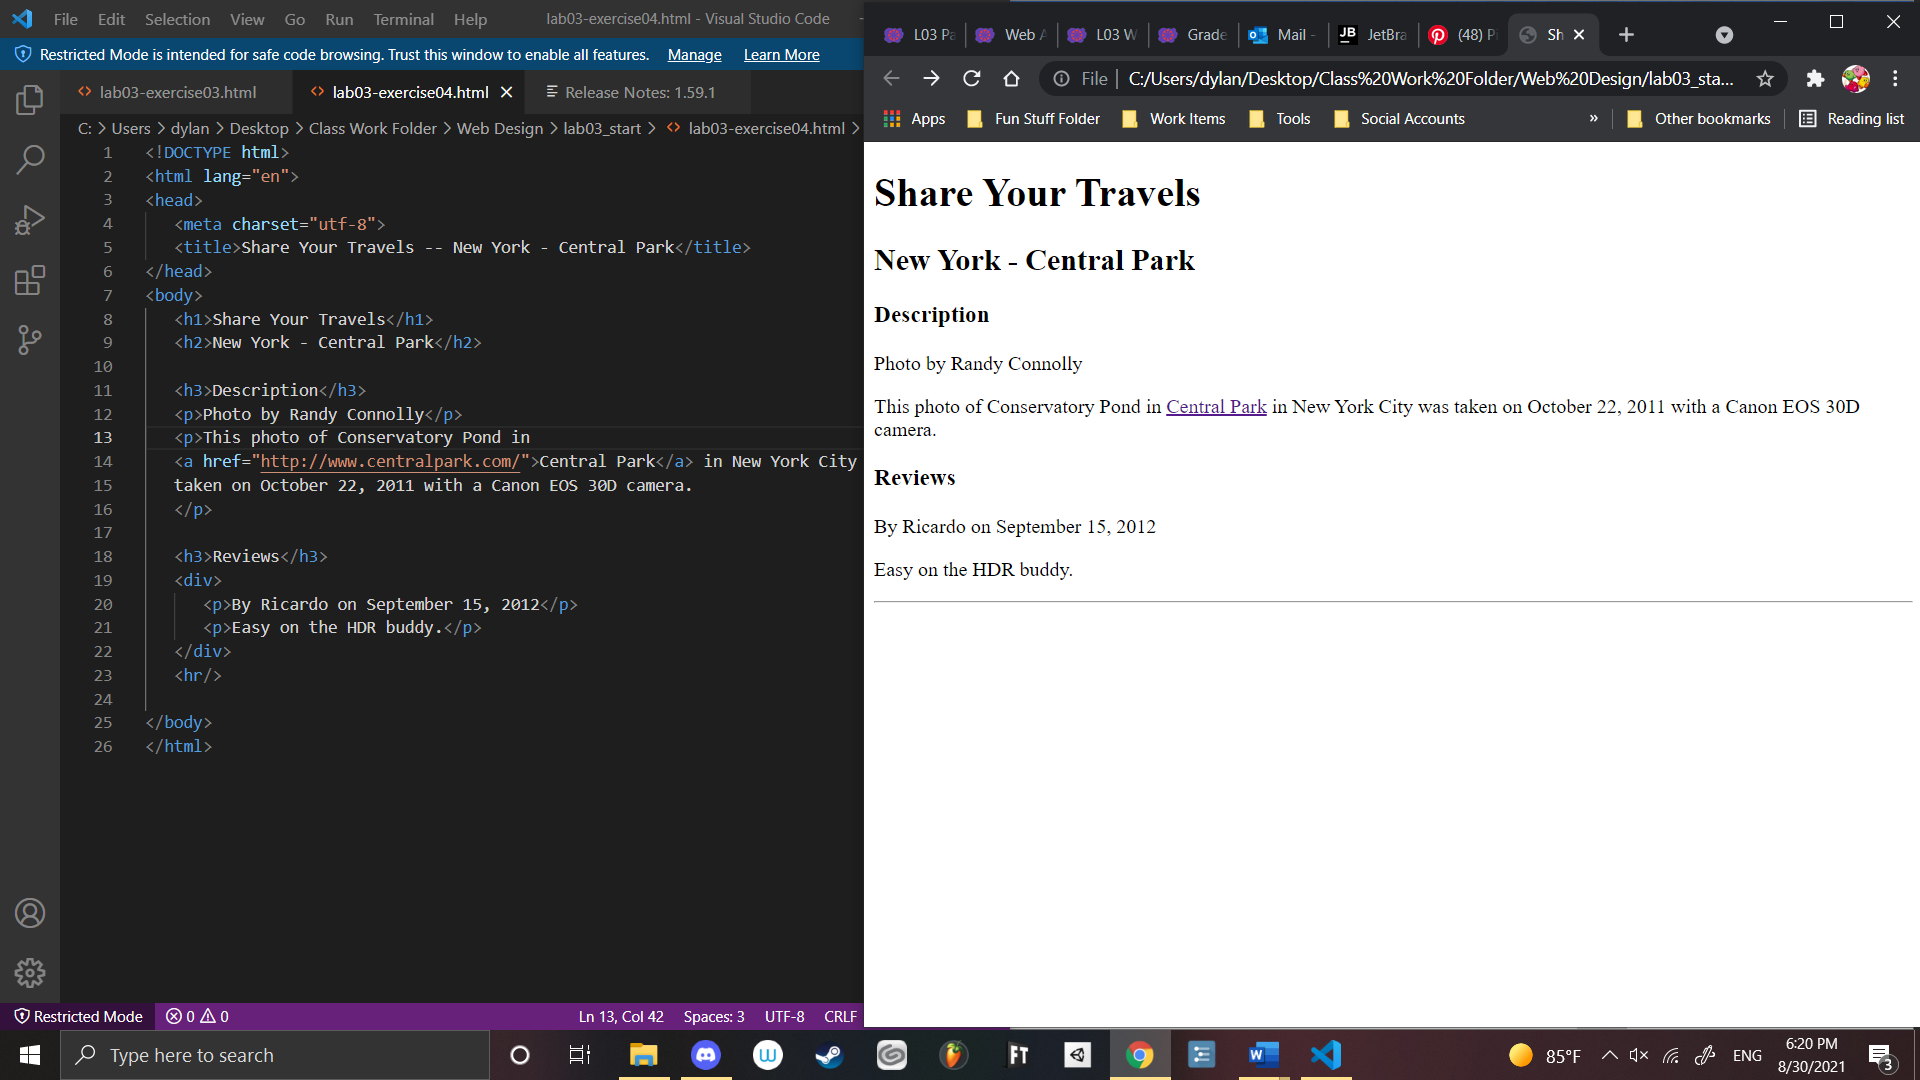 File Edit Selection View Go Run Terminal Help lab03-exercise04.html - Visual Studio Code
Restricted Mode is intended for safe code browsing. Trust this window to enable all features. Manage Learn More
lab03-exercise03.html lab03-exercise04.html Release Notes: 1.59.1
C: > Users > dylan > Desktop > Class Work Folder > Web Design > lab03_start > lab03-exercise04.html >
1 <!DOCTYPE html>
2 <html lang="en">
3 <head>
4 <meta charset="utf-8">
5 <title>Share Your Travels -- New York - Central Park</title>
6 </head>
7 <body>
8 <h1>Share Your Travels</h1>
9 <h2>New York - Central Park</h2>
10
11 <h3>Description</h3>
12 <p>Photo by Randy Connolly</p>
13 <p>This photo of Conservatory Pond in
14 <a href="http://www.centralpark.com/">Central Park</a> in New York City
15 taken on October 22, 2011 with a Canon EOS 30D camera.
16 </p>
17
18 <h3>Reviews</h3>
19 <div>
20 <p>By Ricardo on September 15, 2012</p>
21 <p>Easy on the HDR buddy.</p>
22 </div>
23 <hr/>
24
25 </body>
26 </html>
Restricted Mode 0 0 Ln 13, Col 42 Spaces: 3 UTF-8 CRLF
L03 Pa Web A L03 W Grade Mail - JB JetBra (48) P Sh
File | C:/Users/dylan/Desktop/Class%20Work%20Folder/Web%20Design/lab03_sta...
Apps Fun Stuff Folder Work Items Tools Social Accounts » Other bookmarks Reading list
Share Your Travels
New York - Central Park
Description
Photo by Randy Connolly
This photo of Conservatory Pond in Central Park in New York City was taken on October 22, 2011 with a Canon EOS 30D
camera.
Reviews
By Ricardo on September 15, 2012
Easy on the HDR buddy.
Type here to search FT 85°F ENG 6:20 PM
8/30/2021 3